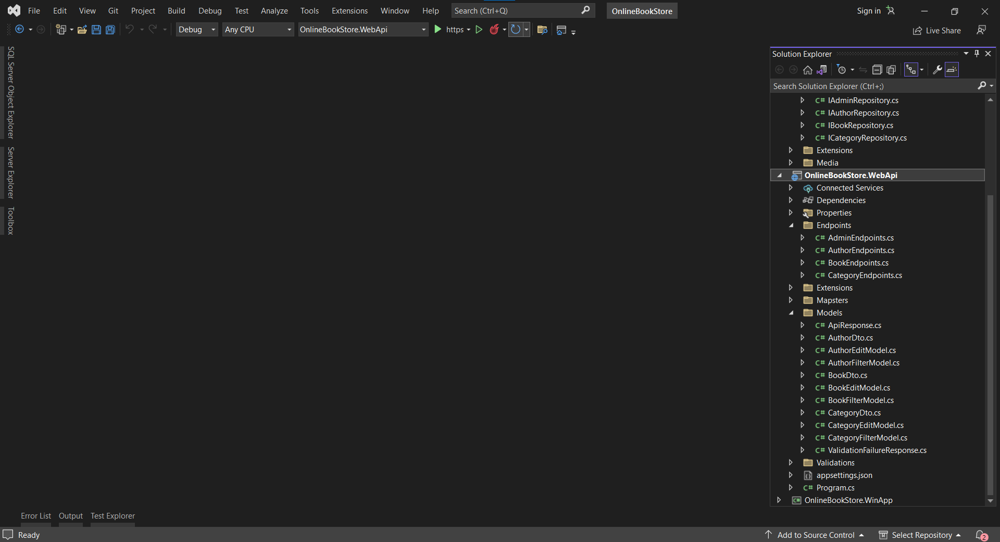 File Edit View Git Project Build Debug Test Analyze Tools Extensions Window Help Search (Ctrl+Q) OnlineBookStore Sign in
Debug Any CPU OnlineBookStore.WebApi https Live Share
SQL Server Object Explorer
Server Explorer
Toolbox
Solution Explorer
Search Solution Explorer (Ctrl+;)
C# IAdminRepository.cs
C# IAuthorRepository.cs
C# IBookRepository.cs
C# ICategoryRepository.cs
Extensions
Media
OnlineBookStore.WebApi
Connected Services
Dependencies
Properties
Endpoints
C# AdminEndpoints.cs
C# AuthorEndpoints.cs
C# BookEndpoints.cs
C# CategoryEndpoints.cs
Extensions
Mapsters
Models
C# ApiResponse.cs
C# AuthorDto.cs
C# AuthorEditModel.cs
C# AuthorFilterModel.cs
C# BookDto.cs
C# BookEditModel.cs
C# BookFilterModel.cs
C# CategoryDto.cs
C# CategoryEditModel.cs
C# CategoryFilterModel.cs
C# ValidationFailureResponse.cs
Validations
appsettings.json
C# Program.cs
C# OnlineBookStore.WinApp
Error List Output Test Explorer
Ready Add to Source Control Select Repository 2